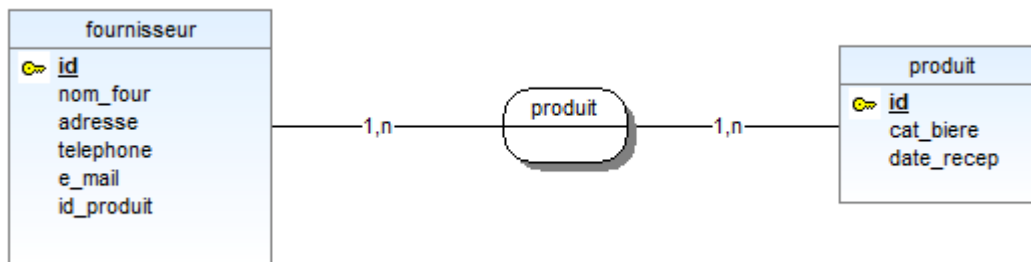 fournisseur
id
nom_four
adresse
telephone
e_mail
id_produit
1,n
produit
1,n
produit
id
cat_biere
date_recep